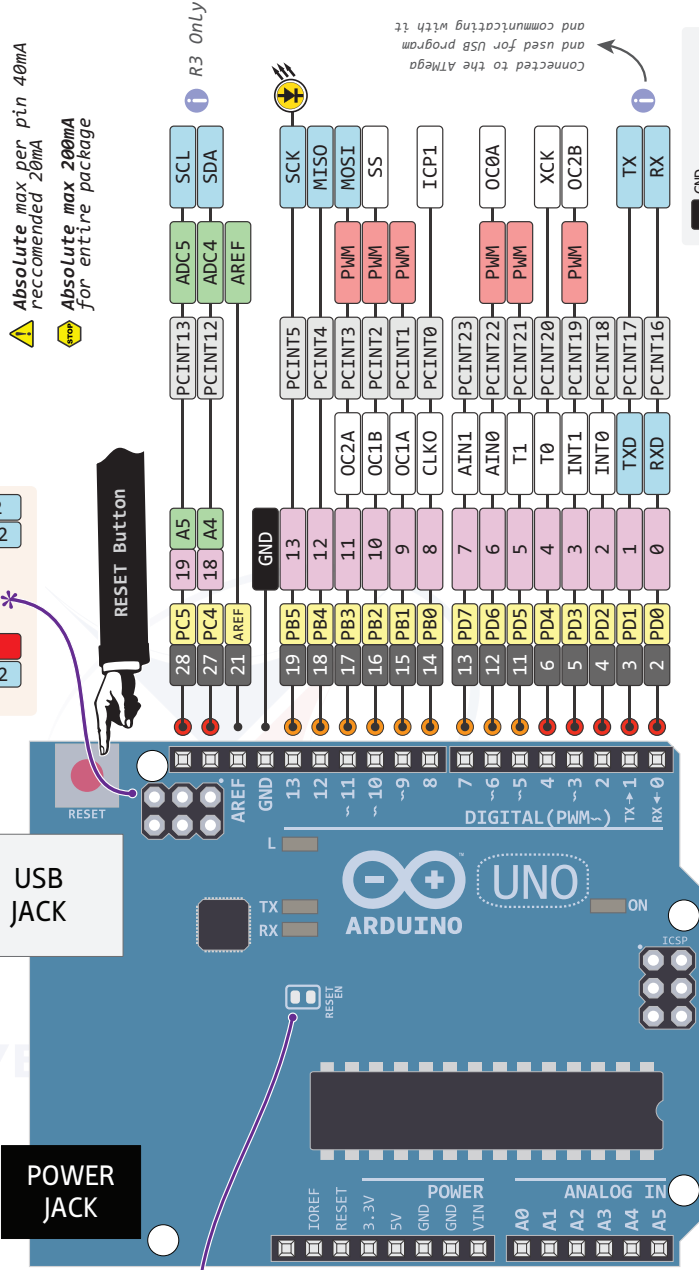 Absolute max per pin 40mA
reccomended 20mA
STOP
Absolute max 200mA
for entire package
R3 Only
Connected to the ATMega
and used for USB program
and communicating with it
2
2
2
RESET Button
28 PC5 19 A5 PCINT13 ADC5 SCL
27 PC4 18 A4 PCINT12 ADC4 SDA
21 AREF AREF
GND
19 PB5 13 PCINT5 SCK
18 PB4 12 PCINT4 MISO
17 PB3 11 OC2A PCINT3 PWM MOSI
16 PB2 10 OC1B PCINT2 PWM SS
15 PB1 9 OC1A PCINT1 PWM
14 PB0 8 CLKO PCINT0 ICP1
13 PD7 7 AIN1 PCINT23
12 PD6 6 AIN0 PCINT22 PWM OC0A
11 PD5 5 T1 PCINT21 PWM
6 PD4 4 T0 PCINT20 XCK
5 PD3 3 INT1 PCINT19 PWM OC2B
4 PD2 2 INT0 PCINT18
3 PD1 1 TXD PCINT17 TX
2 PD0 0 RXD PCINT16 RX
GND
RESET
USB
JACK
POWER
JACK
AREF
GND
13
12
~11
~10
~9
8
7
~6
~5
4
~3
2
TX→1
RX←0
DIGITAL(PWM~)
L
TX
RX
ARDUINO
™
UNO
ON
ICSP
RESET
EN
IOREF
RESET
3.3V
5V
GND
GND
VIN
POWER
ANALOG IN
A0
A1
A2
A3
A4
A5